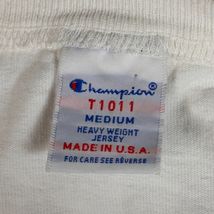 Champion®
T1011
MEDIUM
HEAVY WEIGHT
JERSEY
MADE IN U.S.A.
FOR CARE SEE REVERSE